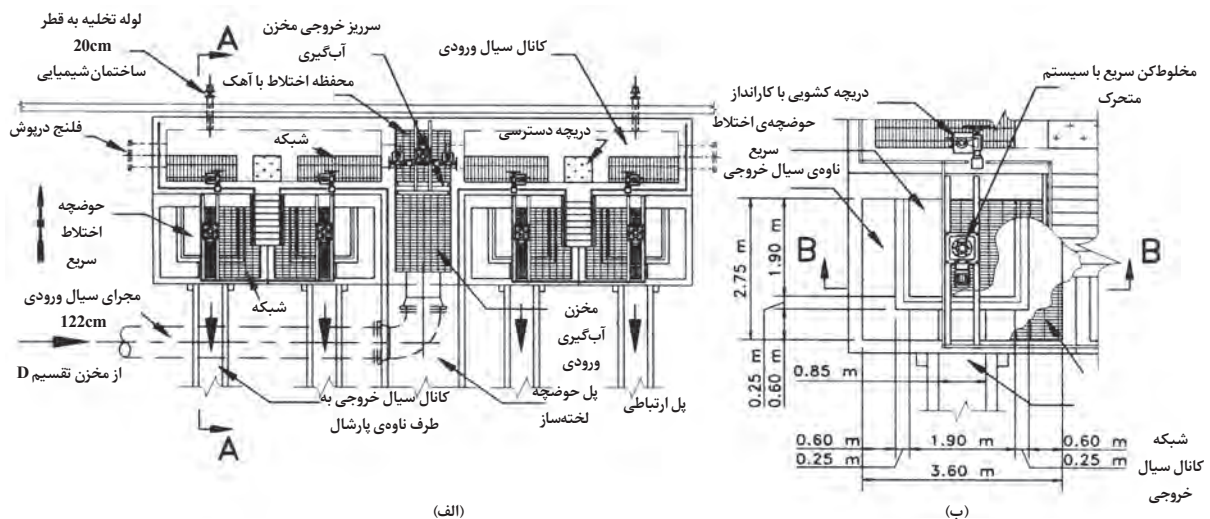 لوله تخلیه به قطر
20cm
ساختمان شیمیایی
فلنج درپوش
A
سرریز خروجی مخزن
آب‌گیری
محفظه اختلاط با آهک
شبکه
کانال سیال ورودی
دریچه دسترسی
حوضچه
اختلاط
سریع
شبکه
مجرای سیال ورودی
122cm
از مخزن تقسیم D
A
کانال سیال خروجی به
طرف ناوه‌ی پارشال
مخزن
آب‌گیری
ورودی
پل حوضچه
لخته‌ساز
پل ارتباطی
(الف)
مخلوط‌کن سریع با سیستم
متحرک
دریچه کشویی با کارانداز
حوضچه‌ی اختلاط
سریع
ناوه‌ی سیال خروجی
B
B
2.75 m
1.90 m
0.25 m
0.60 m
0.85 m
0.60 m
1.90 m
0.60 m
0.25 m
0.25 m
3.60 m
شبکه
کانال سیال
خروجی
(ب)